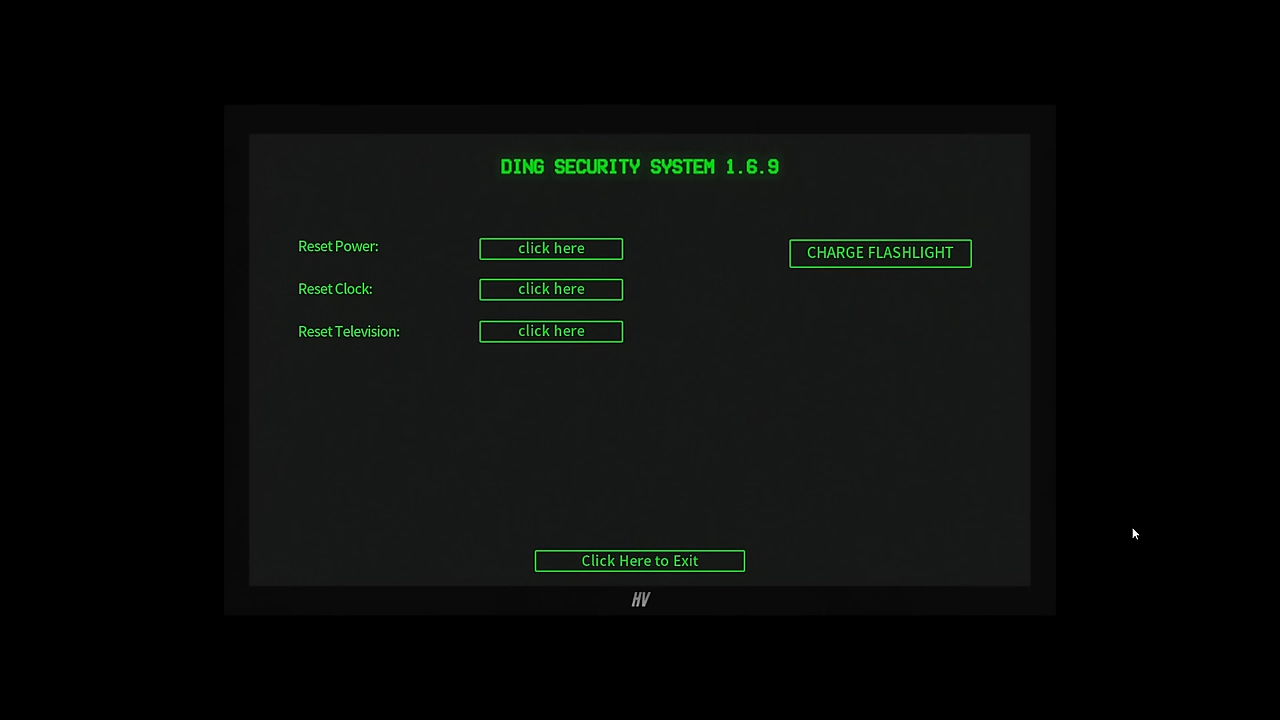 DING SECURITY SYSTEM 1.6.9
Reset Power: click here
CHARGE FLASHLIGHT
Reset Clock: click here
Reset Television: click here
Click Here to Exit
HV